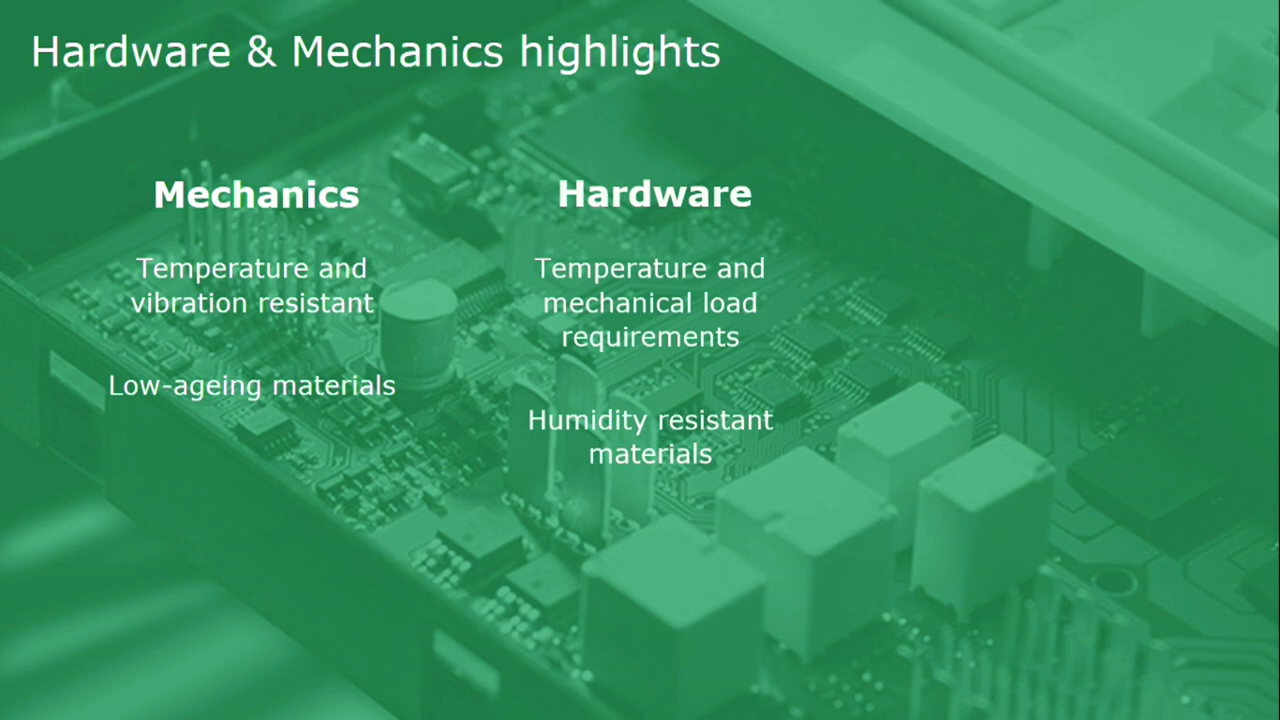 Hardware & Mechanics highlights
Mechanics
Temperature and
vibration resistant
Low-ageing materials
Hardware
Temperature and
mechanical load
requirements
Humidity resistant
materials